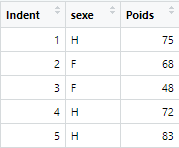 Indent sexe Poids
1 H 75
2 F 68
3 F 48
4 H 72
5 H 83